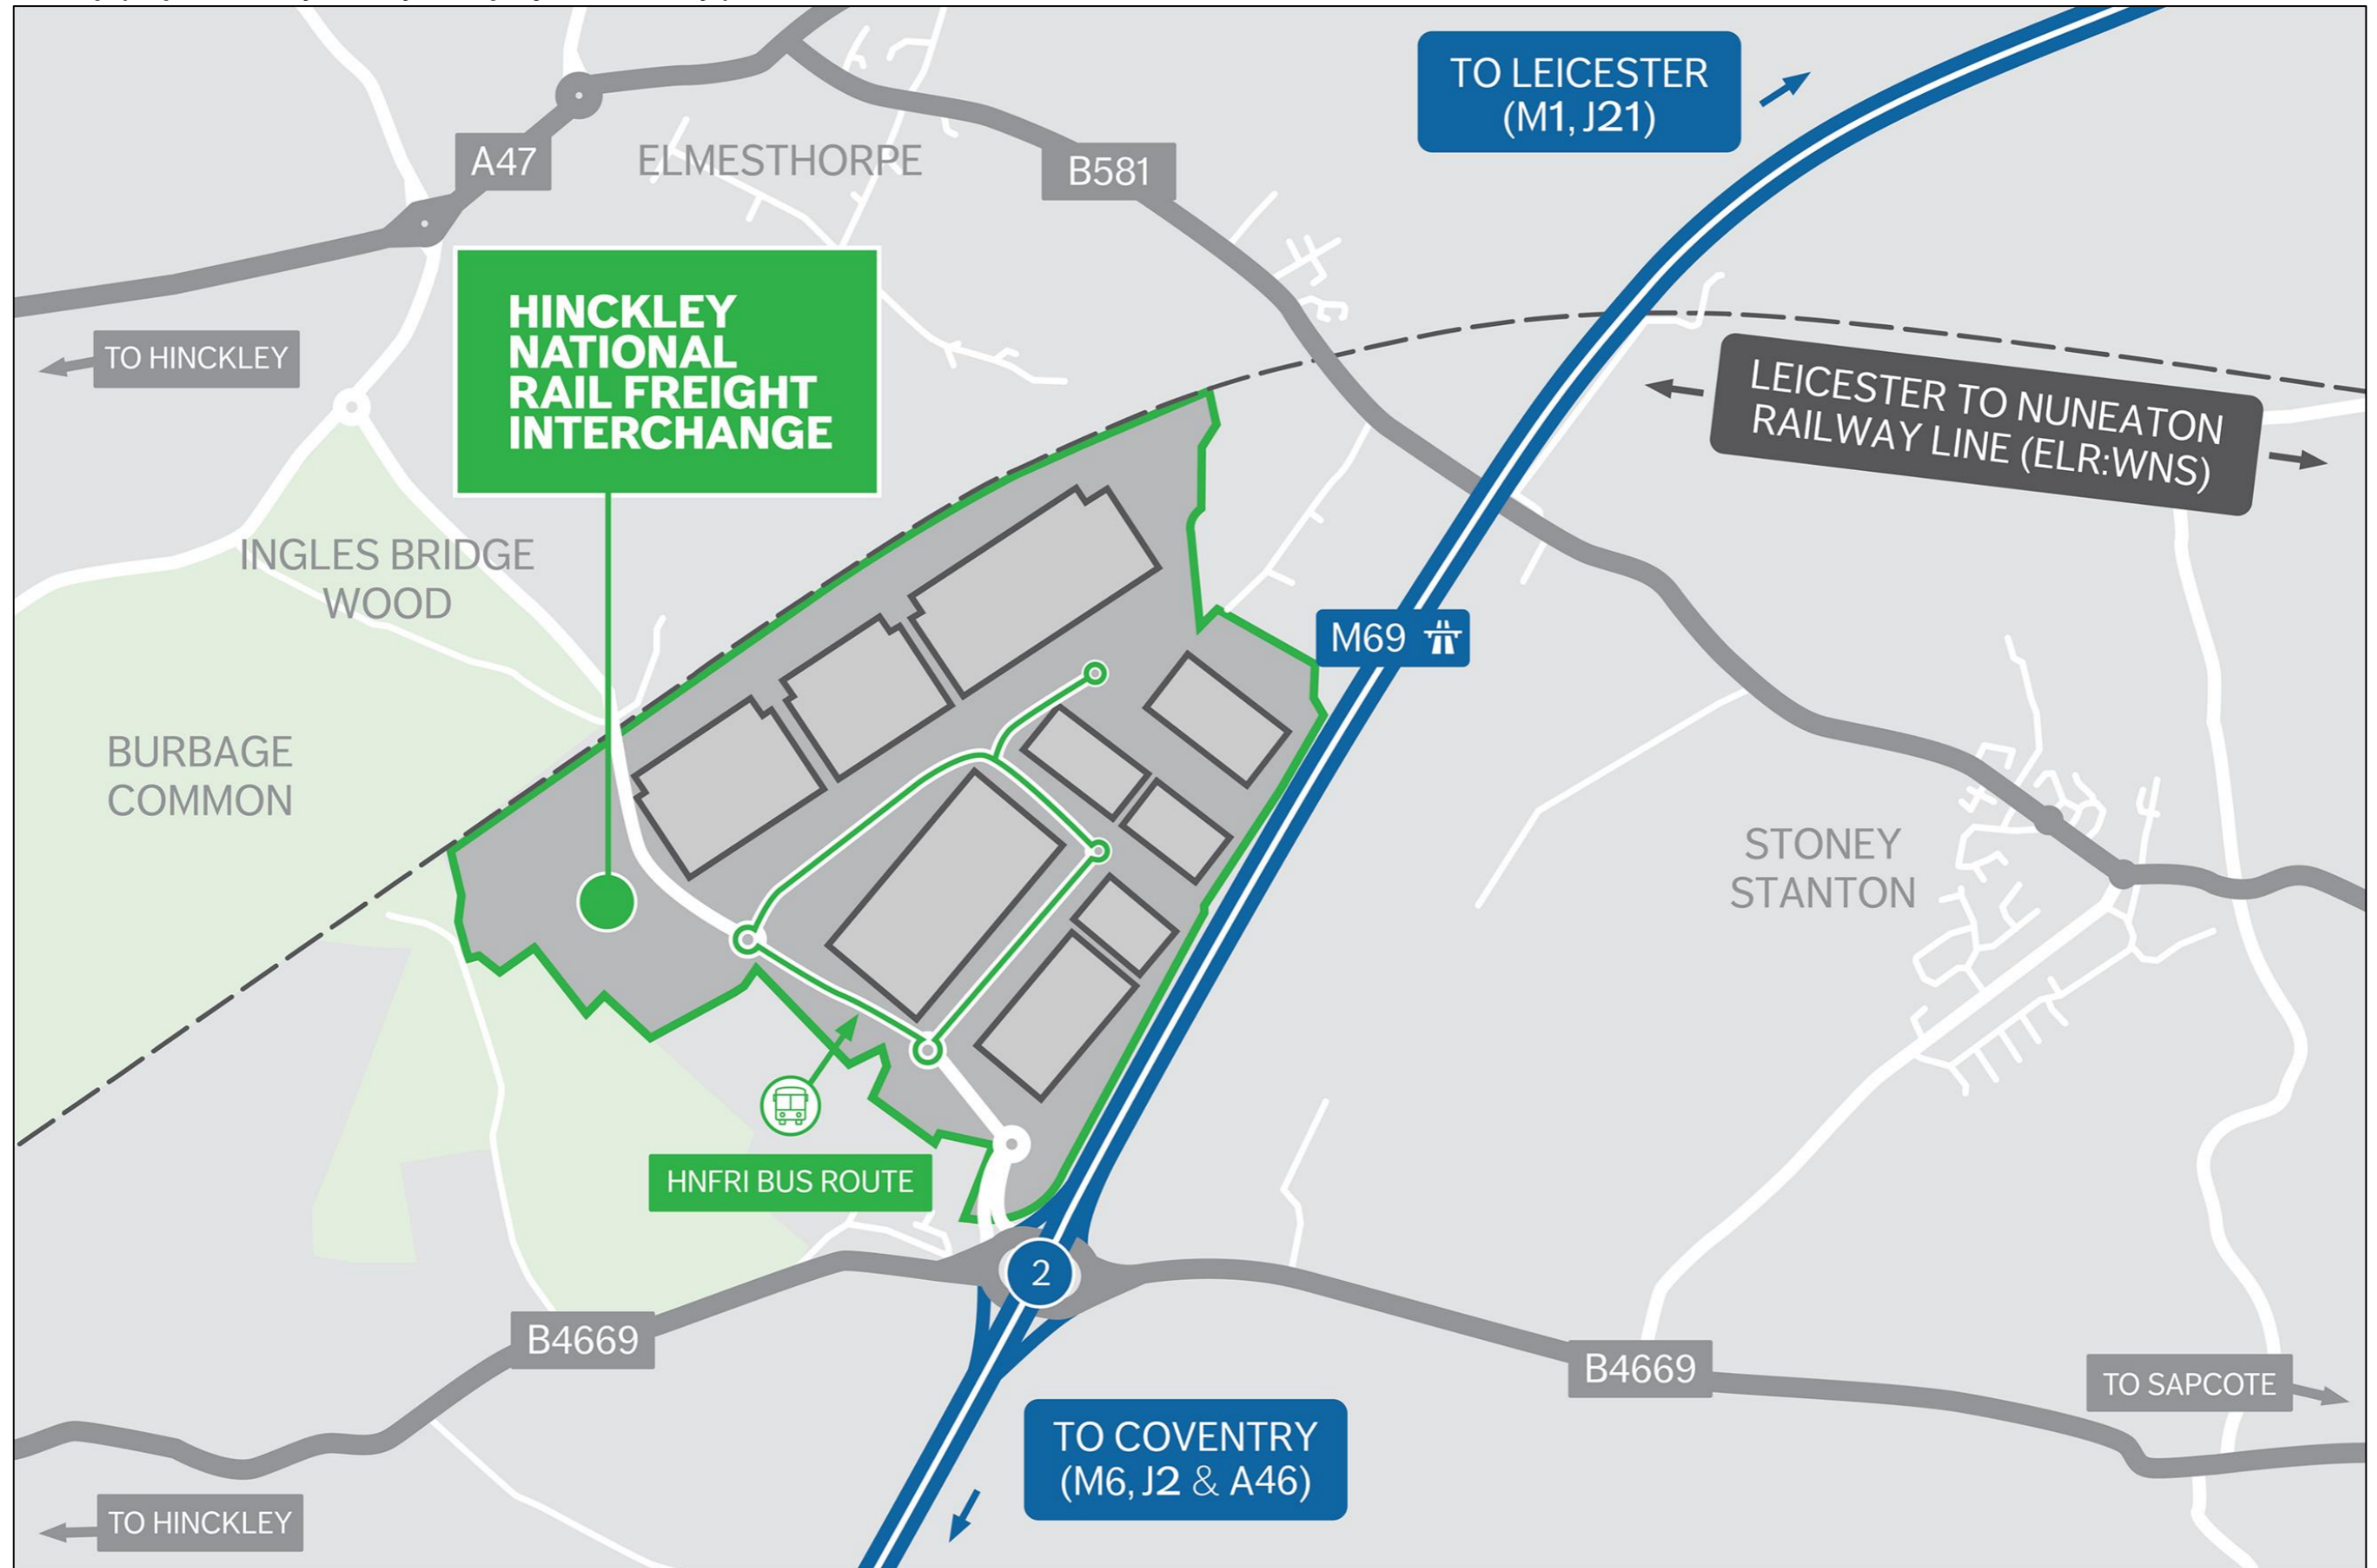 TO LEICESTER
(M1, J21)
A47
ELMESTHORPE
B581
HINCKLEY
NATIONAL
RAIL FREIGHT
INTERCHANGE
TO HINCKLEY
LEICESTER TO NUNEATON
RAILWAY LINE (ELR:WNS)
INGLES BRIDGE
WOOD
M69
BURBAGE
COMMON
STONEY
STANTON
HNFRI BUS ROUTE
2
B4669
B4669
TO SAPCOTE
TO COVENTRY
(M6, J2 & A46)
TO HINCKLEY